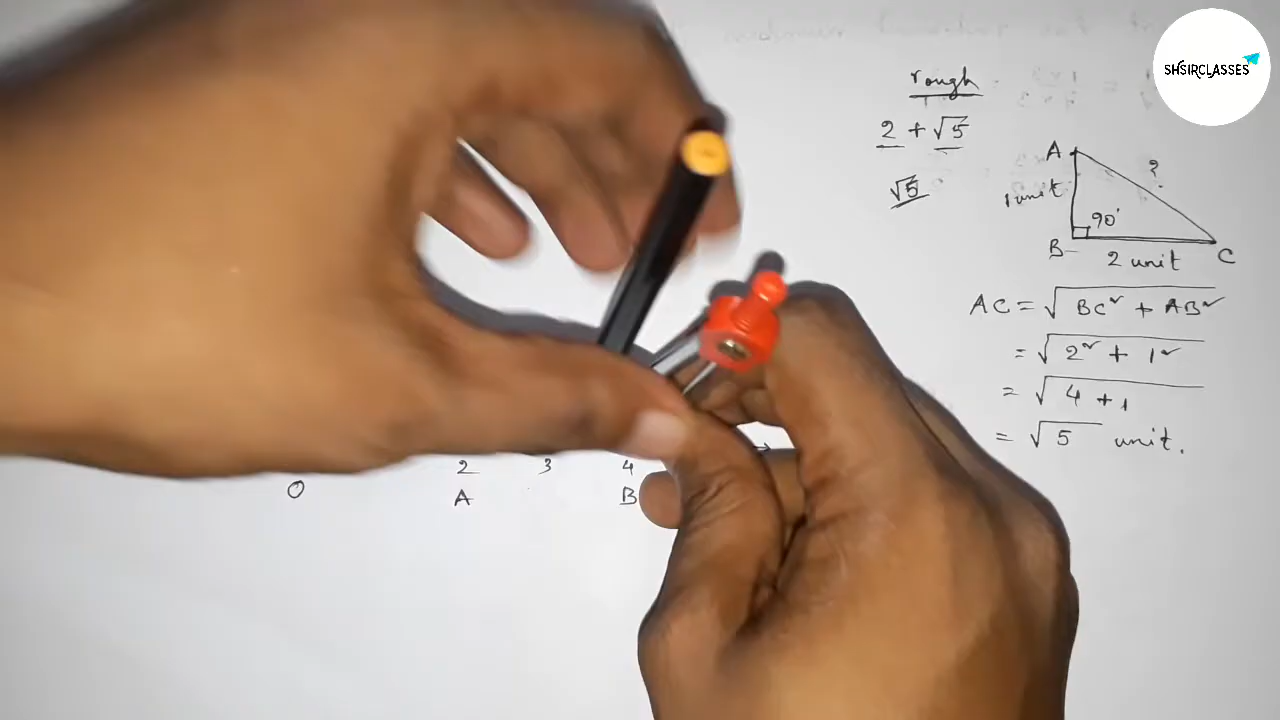 SHSIRCLASSES
rough
2 + √5
√5
A
?
1 unit
90°
B
2 unit
C
AC = √BC² + AB²
= √2² + 1²
= √4 + 1
= √5 unit.
2 3 4
O A B